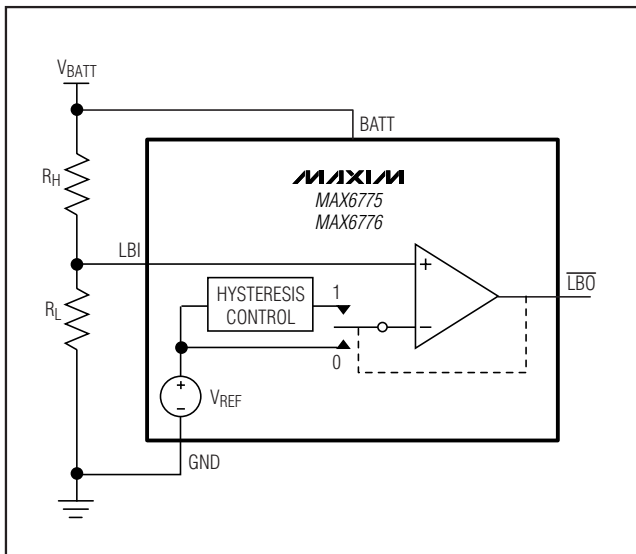 VBATT
BATT
RH
MAXIM
MAX6775
MAX6776
LBI
+
LBO
HYSTERESIS
CONTROL
1
−
RL
0
+
−
VREF
GND